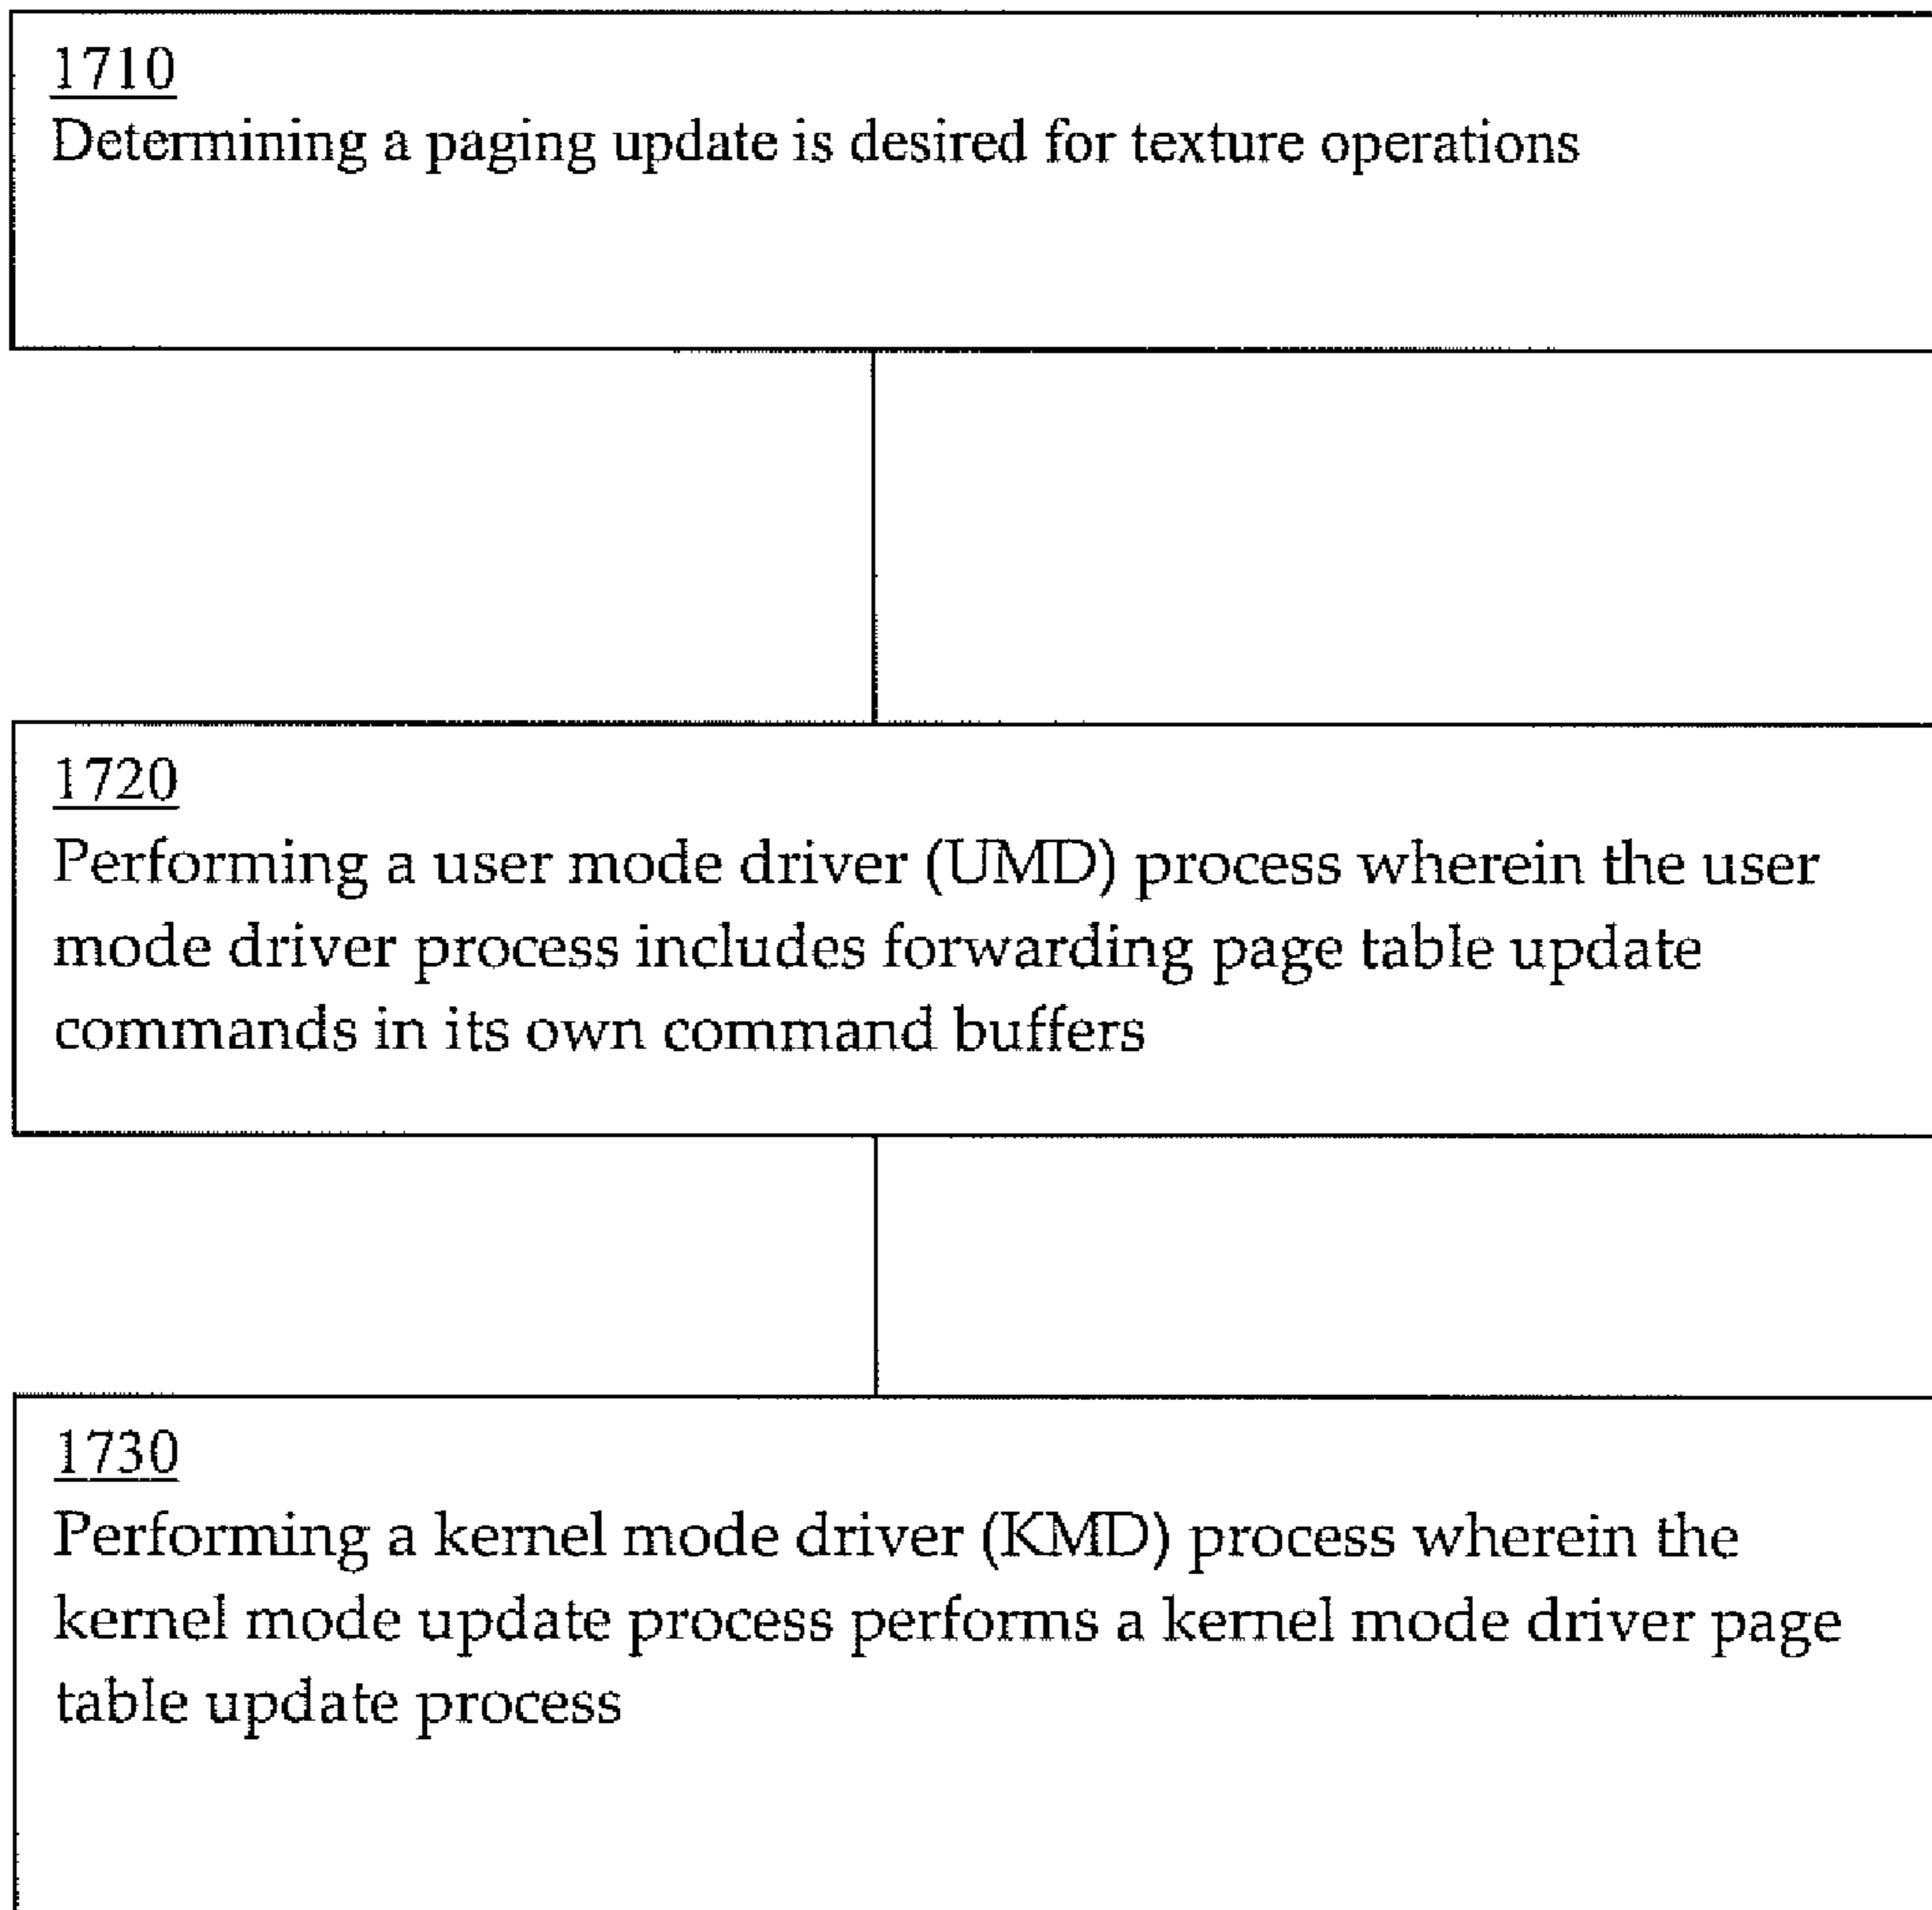 1710
Determining a paging update is desired for texture operations
1720
Performing a user mode driver (UMD) process wherein the user
mode driver process includes forwarding page table update
commands in its own command buffers
1730
Performing a kernel mode driver (KMD) process wherein the
kernel mode update process performs a kernel mode driver page
table update process